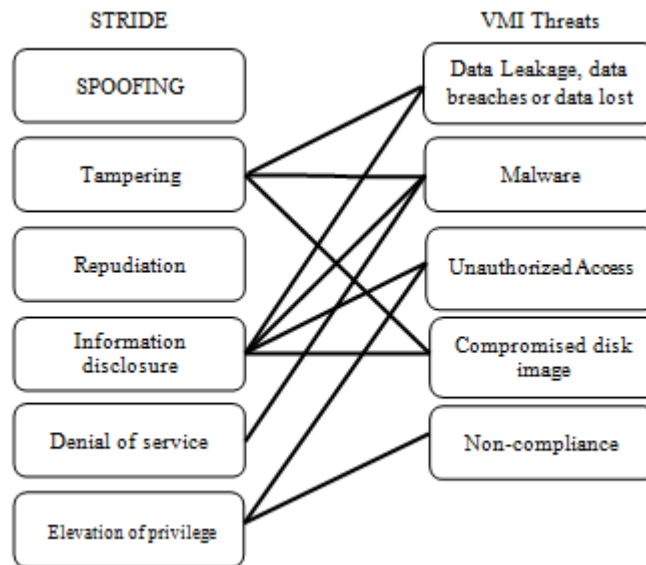 STRIDE
VMI Threats
SPOOFING
Data Leakage, data
breaches or data lost
Tampering
Malware
Repudiation
Unauthorized Access
Information
disclosure
Compromised disk
image
Denial of service
Non-compliance
Elevation of privilege